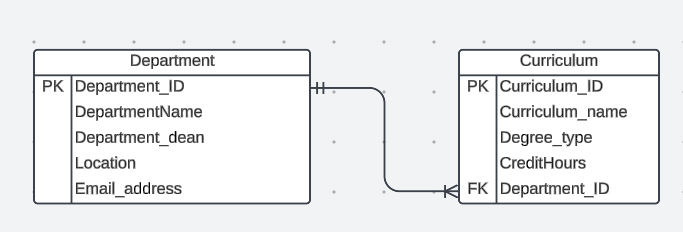 Department
PK Department_ID
DepartmentName
Department_dean
Location
Email_address
Curriculum
PK Curriculum_ID
Curriculum_name
Degree_type
CreditHours
FK Department_ID